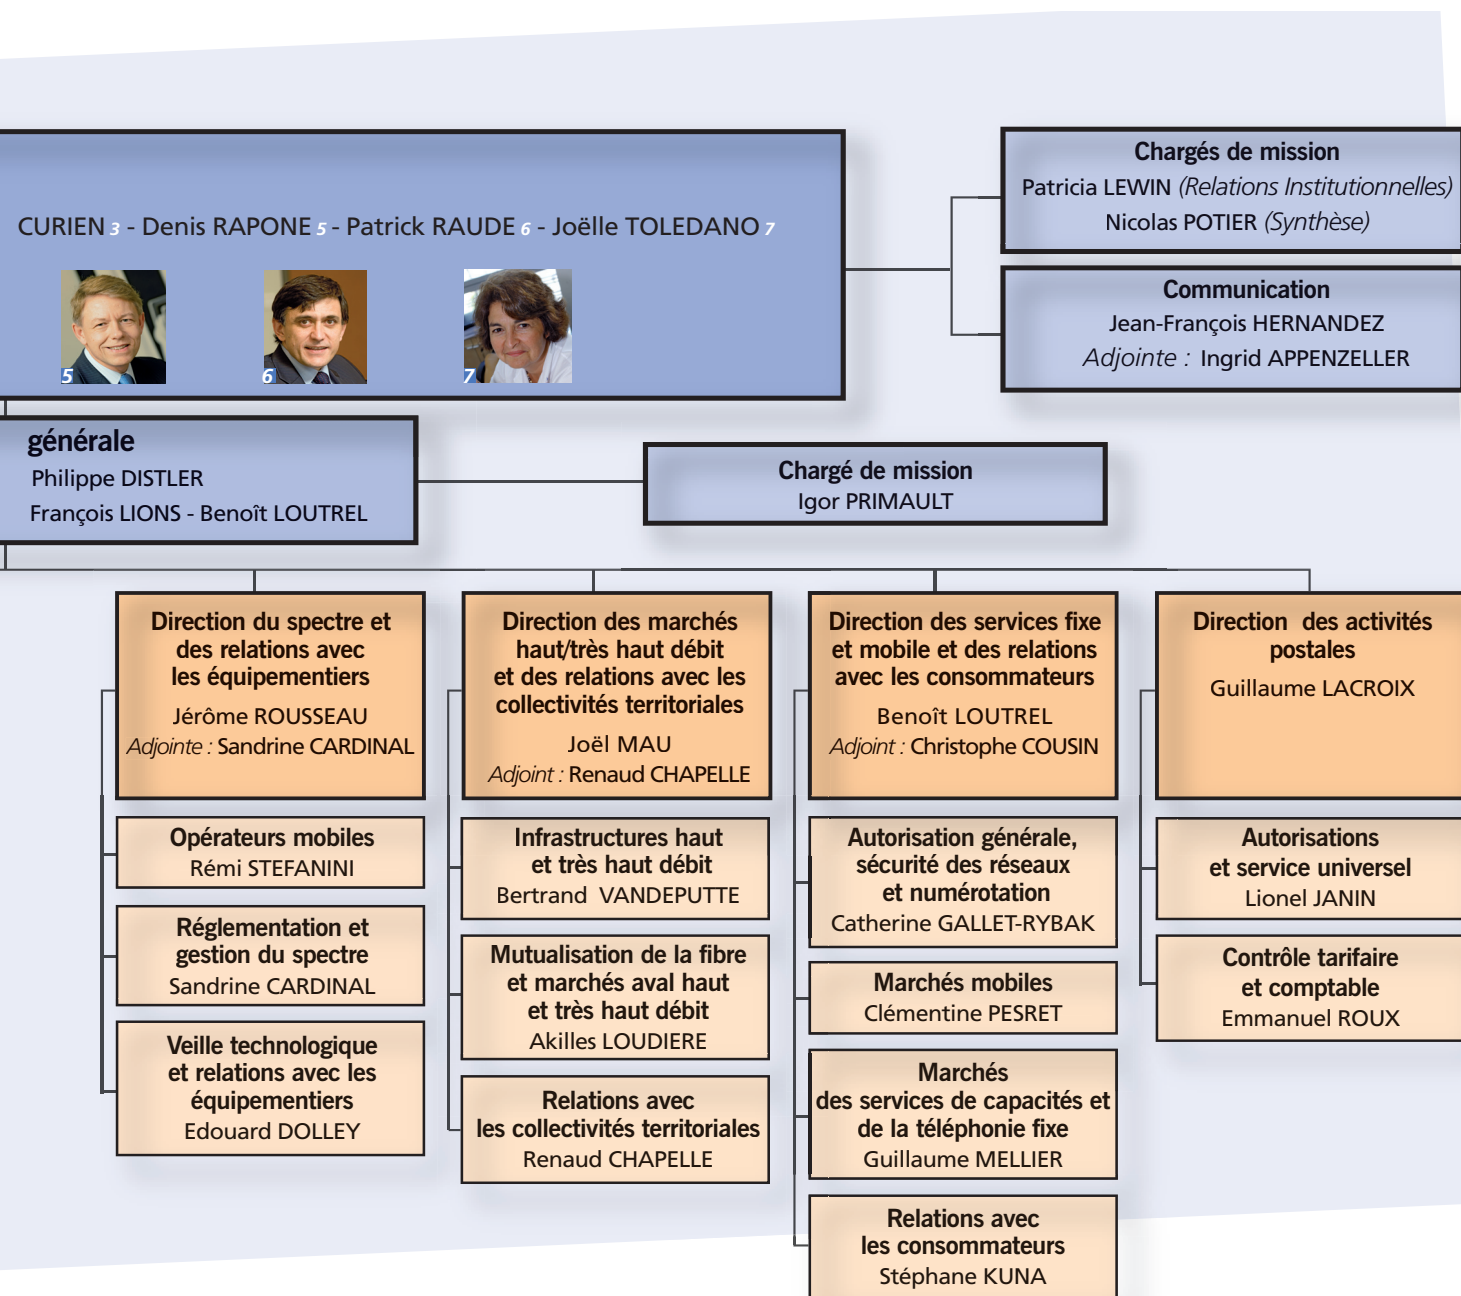 CURIEN 3 - Denis RAPONE 5 - Patrick RAUDE 6 - Joëlle TOLEDANO 7
5
6
7
Chargés de mission
Patricia LEWIN (Relations Institutionnelles)
Nicolas POTIER (Synthèse)
Communication
Jean-François HERNANDEZ
Adjointe : Ingrid APPENZELLER
générale
Philippe DISTLER
François LIONS - Benoît LOUTREL
Chargé de mission
Igor PRIMAULT
Direction du spectre et
des relations avec
les équipementiers
Jérôme ROUSSEAU
Adjointe : Sandrine CARDINAL
Opérateurs mobiles
Rémi STEFANINI
Réglementation et
gestion du spectre
Sandrine CARDINAL
Veille technologique
et relations avec les
équipementiers
Edouard DOLLEY
Direction des marchés
haut/très haut débit
et des relations avec les
collectivités territoriales
Joël MAU
Adjoint : Renaud CHAPELLE
Infrastructures haut
et très haut débit
Bertrand VANDEPUTTE
Mutualisation de la fibre
et marchés aval haut
et très haut débit
Akilles LOUDIERE
Relations avec
les collectivités territoriales
Renaud CHAPELLE
Direction des services fixe
et mobile et des relations
avec les consommateurs
Benoît LOUTREL
Adjoint : Christophe COUSIN
Autorisation générale,
sécurité des réseaux
et numérotation
Catherine GALLET-RYBAK
Marchés mobiles
Clémentine PESRET
Marchés
des services de capacités et
de la téléphonie fixe
Guillaume MELLIER
Relations avec
les consommateurs
Stéphane KUNA
Direction des activités
postales
Guillaume LACROIX
Autorisations
et service universel
Lionel JANIN
Contrôle tarifaire
et comptable
Emmanuel ROUX